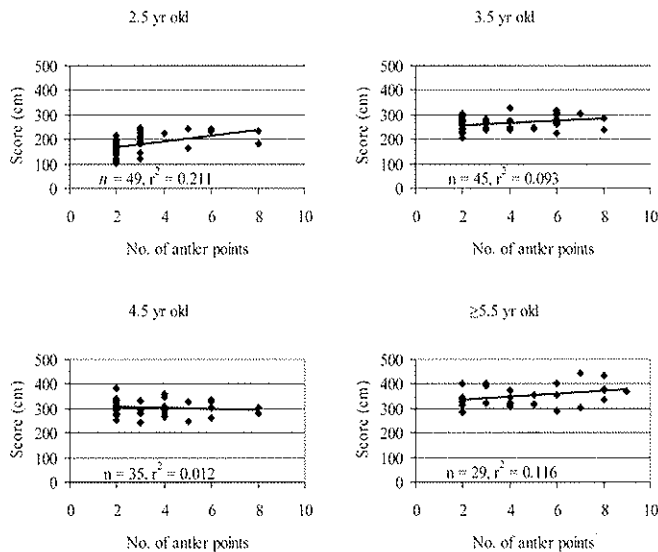 2.5 yr old
3.5 yr old
500
400
300
200
100
0
Score (cm)
n = 49, r² = 0.211
0 2 4 6 8 10
No. of antler points
500
400
300
200
100
0
Score (cm)
n = 45, r² = 0.093
0 2 4 6 8 10
No. of antler points
4.5 yr old
≥5.5 yr old
500
400
300
200
100
0
Score (cm)
n = 35, r² = 0.012
0 2 4 6 8 10
No. of antler points
500
400
300
200
100
0
Score (cm)
n = 29, r² = 0.116
0 2 4 6 8 10
No. of antler points